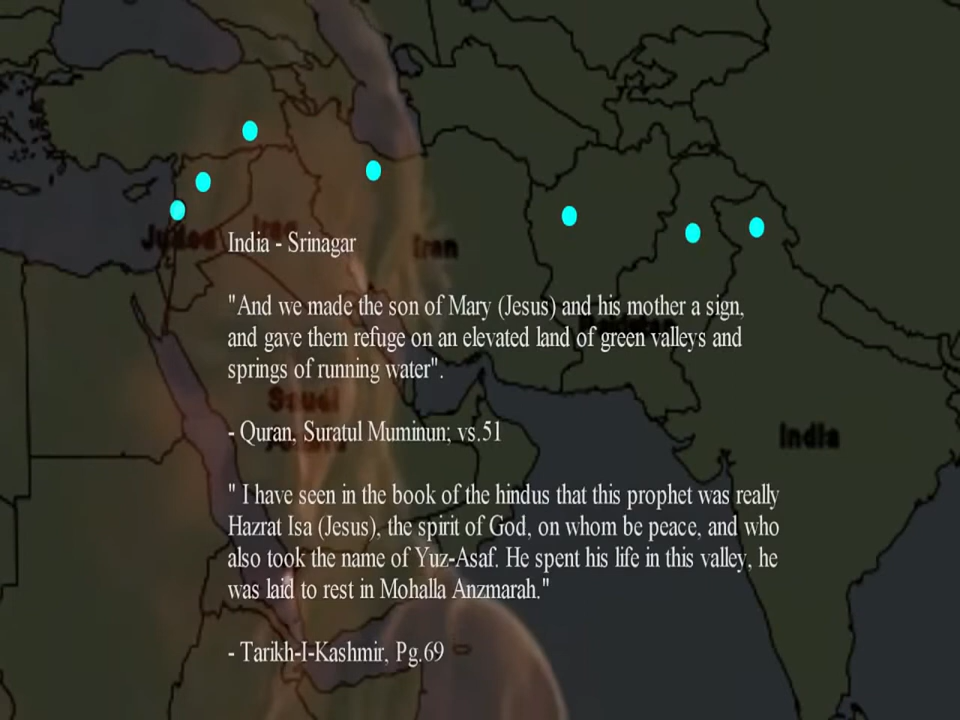 Judea
Iraq
Iran
India - Srinagar
"And we made the son of Mary (Jesus) and his mother a sign,
and gave them refuge on an elevated land of green valleys and
springs of running water".
Saudi
- Quran, Suratul Muminun; vs.51
India
" I have seen in the book of the hindus that this prophet was really
Hazrat Isa (Jesus), the spirit of God, on whom be peace, and who
also took the name of Yuz-Asaf. He spent his life in this valley, he
was laid to rest in Mohalla Anzmarah."
- Tarikh-I-Kashmir, Pg.69